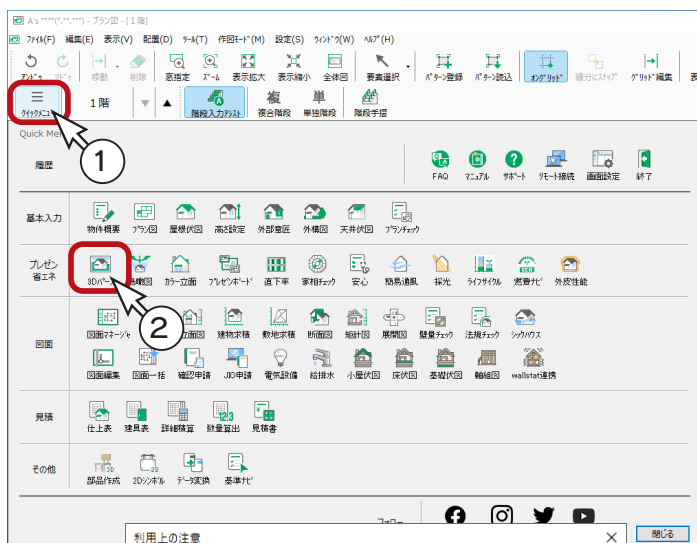 A's ****(*.**.***) - プラン図 - [1 階]
ファイル(F) 編集(E) 表示(V) 配置(D) ツール(T) 作図モード(M) 設定(S) ウィンドウ(W) ヘルプ(H)
アンドゥ リドゥ 移動 削除 窓指定 ズーム 表示拡大 表示縮小 全体図 要素選択 パターン登録 パターン読込 オングリッド 線分にスナップ グリッド編集 表
クイックメニュー 1 階 ▼ ▲ 階段入力アシスト 複合階段 単独階段 階段手摺
複 単
Quick Men
1
履歴 FAQ マニュアル サポート リモート接続 画面設定 終了
基本入力 物件概要 プラン図 屋根伏図 高さ設定 外部意匠 外構図 天井伏図 プランチェック
プレゼン
省エネ
3Dパース カラー立面 プレゼンボード 直下率 家相チェック 安心 簡易通風 採光 ライフサイクル 燃費ナビ 外皮性能
2
図面 図面マネージャ 立面図 建物求積 敷地求積 断面図 矩計図 展開図 壁量チェック 法規チェック シックハウス
図面編集 図面一括 確認申請 JIO申請 電気設備 給排水 小屋伏図 床伏図 基礎伏図 軸組図 wallstat連携
見積 仕上表 建具表 詳細積算 数量算出 見積書
その他 部品作成 2Dシンボル データ変換 基準ナビ
フォロー
利用上の注意 閉じる